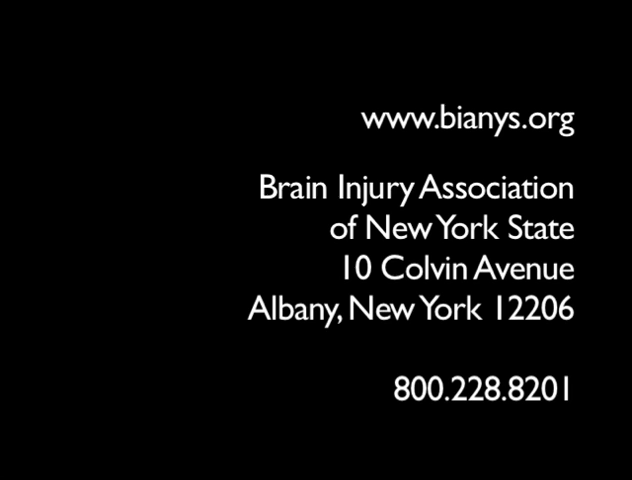 www.bianys.org
Brain Injury Association
of New York State
10 Colvin Avenue
Albany, New York 12206
800.228.8201